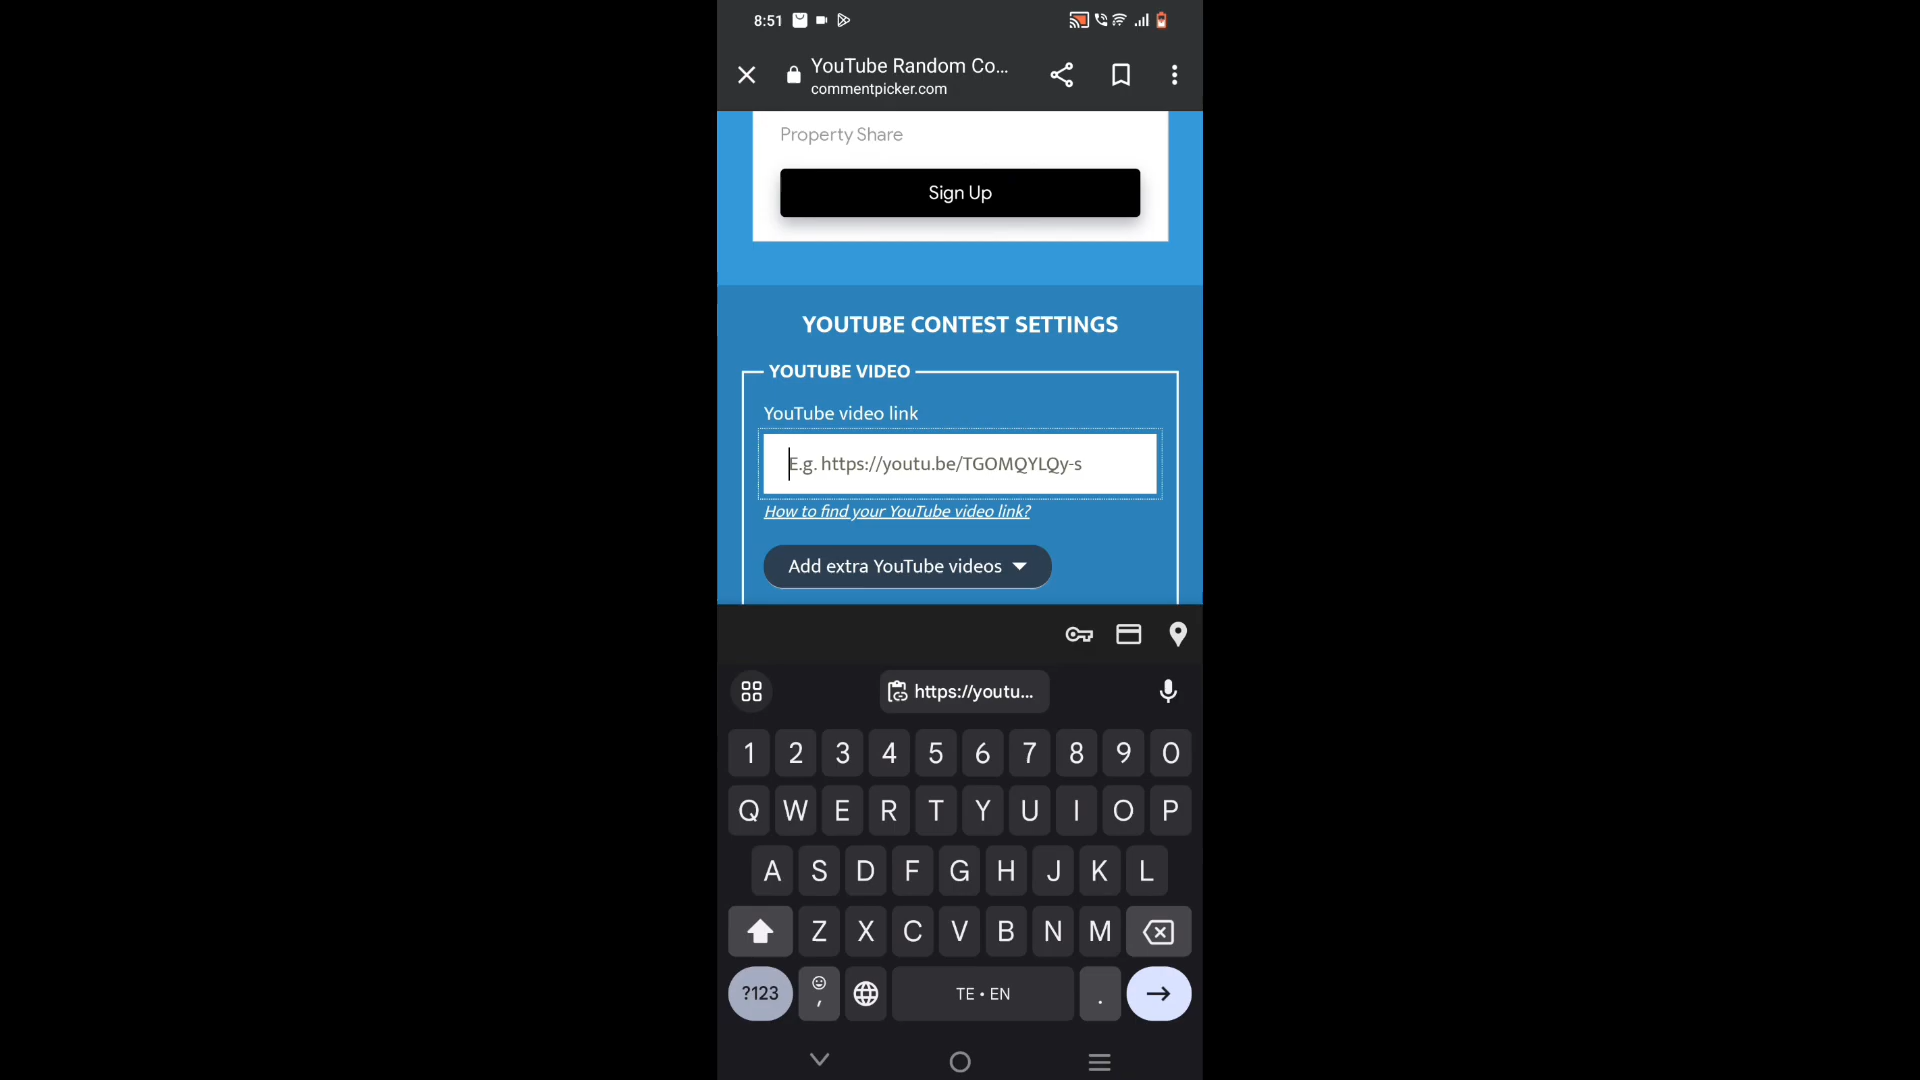 8:51
YouTube Random Co...
commentpicker.com
Property Share
Sign Up
YOUTUBE CONTEST SETTINGS
YOUTUBE VIDEO
YouTube video link
E.g. https://youtu.be/TGOMQYLQy-s
How to find your YouTube video link?
Add extra YouTube videos
https://youtu...
1 2 3 4 5 6 7 8 9 0
Q W E R T Y U I O P
A S D F G H J K L
Z X C V B N M
?123 , TE • EN .